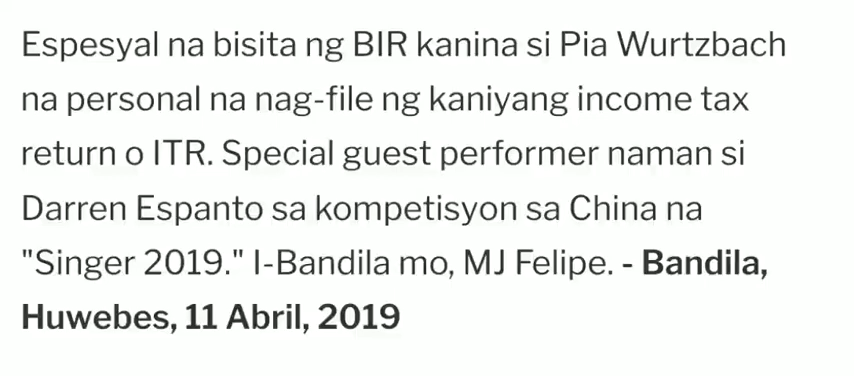 Espesyal na bisita ng BIR kanina si Pia Wurtzbach
na personal na nag-file ng kaniyang income tax
return o ITR. Special guest performer naman si
Darren Espanto sa kompetisyon sa China na
"Singer 2019." I-Bandila mo, MJ Felipe. - Bandila,
Huwebes, 11 Abril, 2019